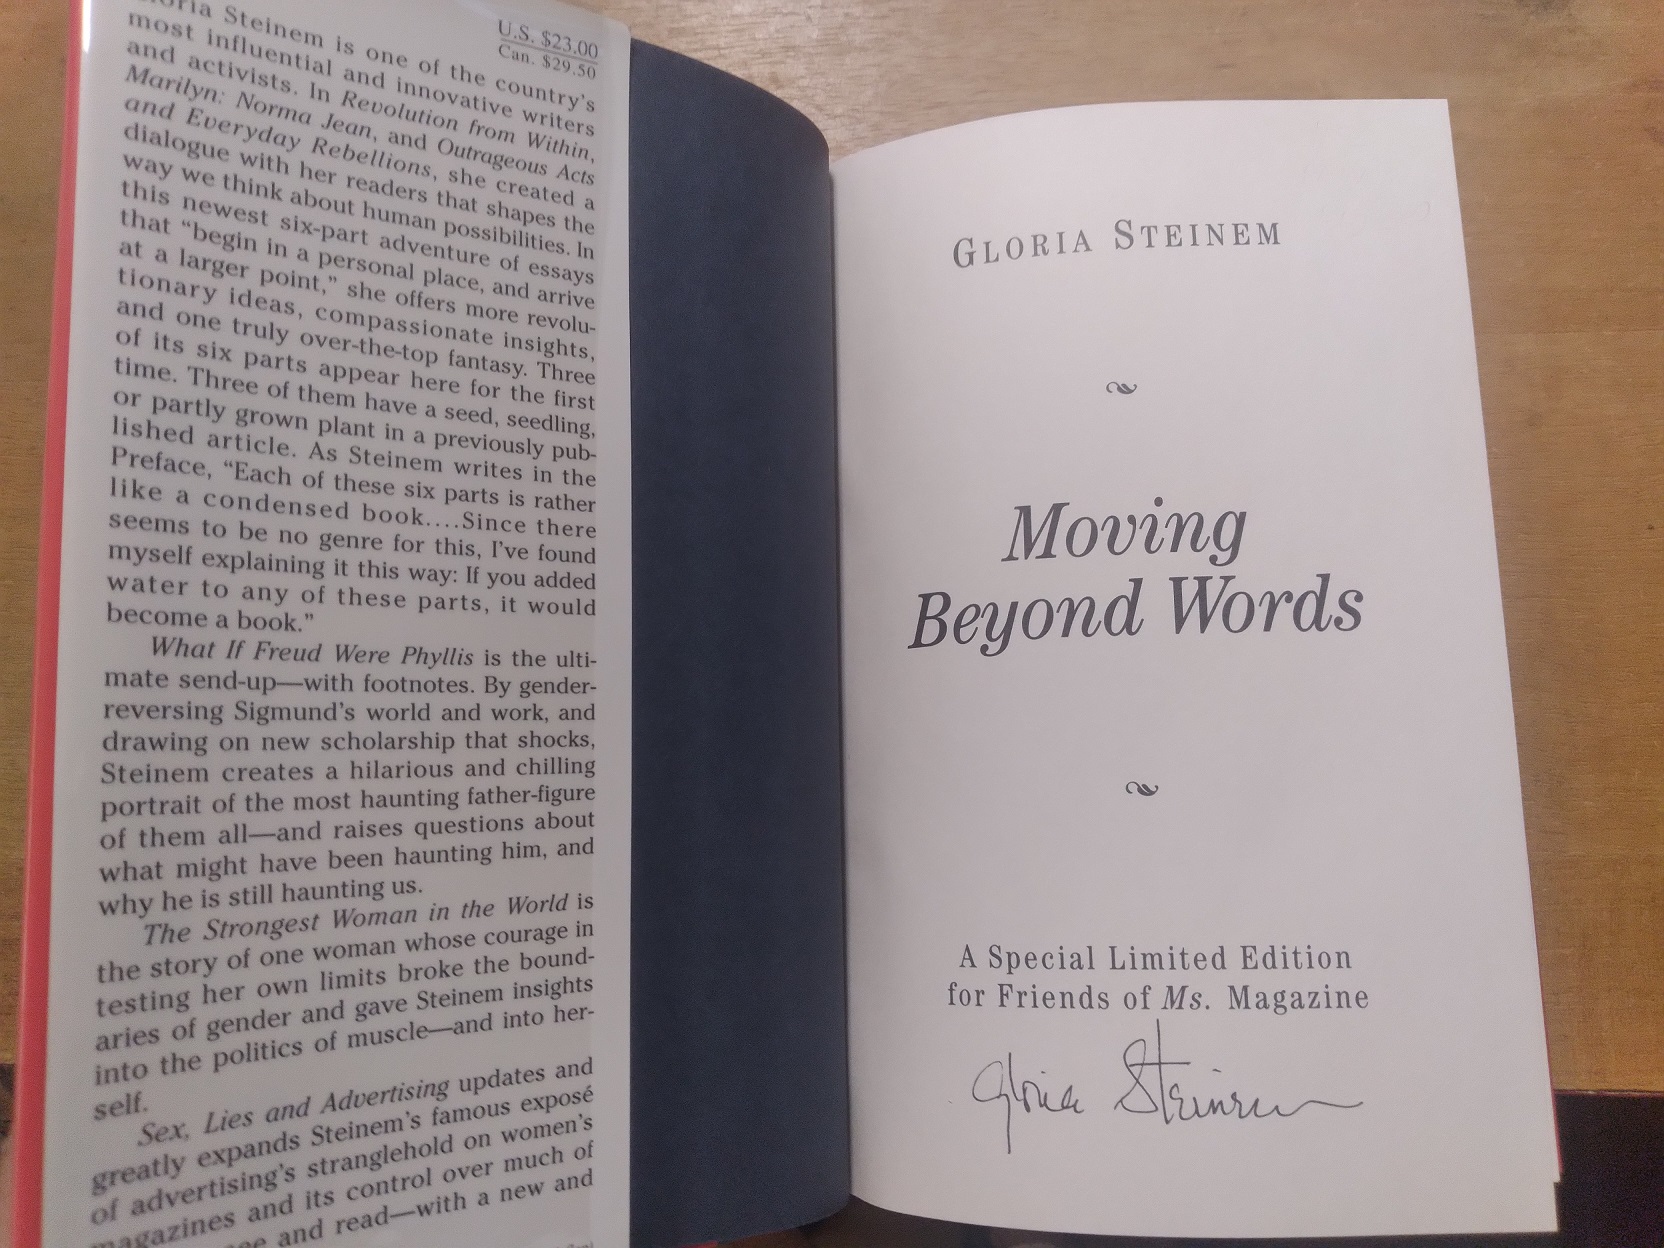 Steinem is one of the country's
most influential and innovative writers
and activists. In Revolution from Within,
Marilyn: Norma Jean, and Outrageous Acts
and Everyday Rebellions, she created a
dialogue with her readers that shapes the
way we think about human possibilities. In
this newest six-part adventure of essays
that “begin in a personal place, and arrive
at a larger point,” she offers more revolu-
tionary ideas, compassionate insights,
and one truly over-the-top fantasy. Three
of its six parts appear here for the first
time. Three of them have a seed, seedling,
or partly grown plant in a previously pub-
lished article. As Steinem writes in the
Preface, “Each of these six parts is rather
like a condensed book....Since there
seems to be no genre for this, I've found
myself explaining it this way: If you added
water to any of these parts, it would
become a book.”
What If Freud Were Phyllis is the ulti-
mate send-up—with footnotes. By gender-
reversing Sigmund's world and work, and
drawing on new scholarship that shocks,
Steinem creates a hilarious and chilling
portrait of the most haunting father-figure
of them all—and raises questions about
what might have been haunting him, and
why he is still haunting us.
The Strongest Woman in the World is
the story of one woman whose courage in
testing her own limits broke the bound-
aries of gender and gave Steinem insights
into the politics of muscle—and into her-
self.
Sex, Lies and Advertising updates and
greatly expands Steinem's famous exposé
of advertising's stranglehold on women's
magazines and its control over much of
and read—with a new and
U.S. $23.00
Can. $29.50
GLORIA STEINEM
Moving
Beyond Words
A Special Limited Edition
for Friends of Ms. Magazine
Gloria Steinem